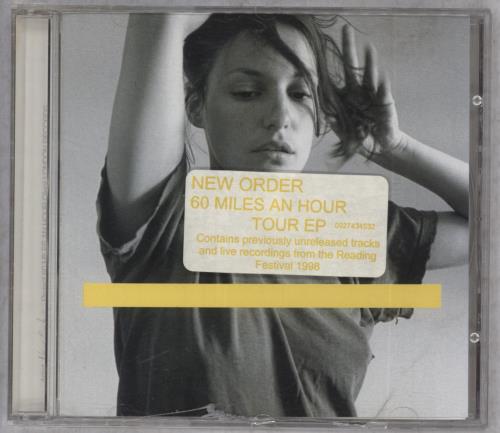 NEW ORDER
60 MILES AN HOUR
TOUR EP 0027434532
Contains previously unreleased tracks
and live recordings from the Reading
Festival 1998